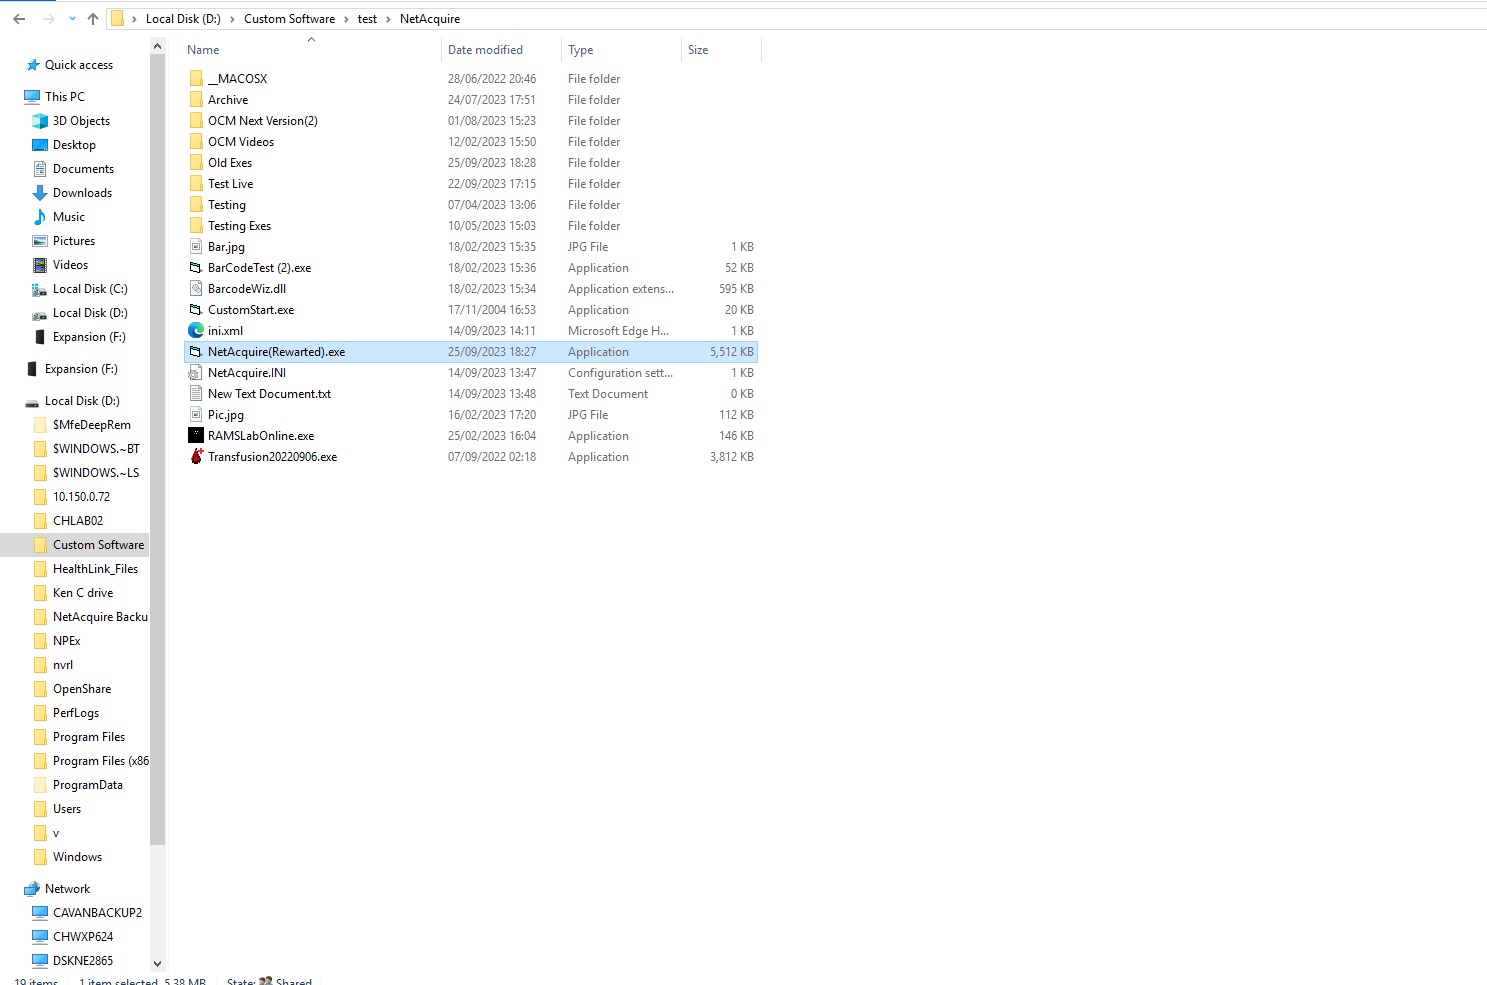 Local Disk (D:) › Custom Software › test › NetAcquire
Name Date modified Type Size
Quick access
This PC
3D Objects
Desktop
Documents
Downloads
Music
Pictures
Videos
Local Disk (C:)
Local Disk (D:)
Expansion (F:)
Expansion (F:)
Local Disk (D:)
$MfeDeepRem
$WINDOWS.~BT
$WINDOWS.~LS
10.150.0.72
CHLAB02
Custom Software
HealthLink_Files
Ken C drive
NetAcquire Backu
NPEx
nvrl
OpenShare
PerfLogs
Program Files
Program Files (x86
ProgramData
Users
v
Windows
Network
CAVANBACKUP2
CHWXP624
DSKNE2865
__MACOSX 28/06/2022 20:46 File folder
Archive 24/07/2023 17:51 File folder
OCM Next Version(2) 01/08/2023 15:23 File folder
OCM Videos 12/02/2023 15:50 File folder
Old Exes 25/09/2023 18:28 File folder
Test Live 22/09/2023 17:15 File folder
Testing 07/04/2023 13:06 File folder
Testing Exes 10/05/2023 15:03 File folder
Bar.jpg 18/02/2023 15:35 JPG File 1 KB
BarCodeTest (2).exe 18/02/2023 15:36 Application 52 KB
BarcodeWiz.dll 18/02/2023 15:34 Application extens... 595 KB
CustomStart.exe 17/11/2004 16:53 Application 20 KB
ini.xml 14/09/2023 14:11 Microsoft Edge H... 1 KB
NetAcquire(Rewarted).exe 25/09/2023 18:27 Application 5,512 KB
NetAcquire.INI 14/09/2023 13:47 Configuration sett... 1 KB
New Text Document.txt 14/09/2023 13:48 Text Document 0 KB
Pic.jpg 16/02/2023 17:20 JPG File 112 KB
RAMSLabOnline.exe 25/02/2023 16:04 Application 146 KB
Transfusion20220906.exe 07/09/2022 02:18 Application 3,812 KB
19 items 1 item selected 5.38 MB State: Shared